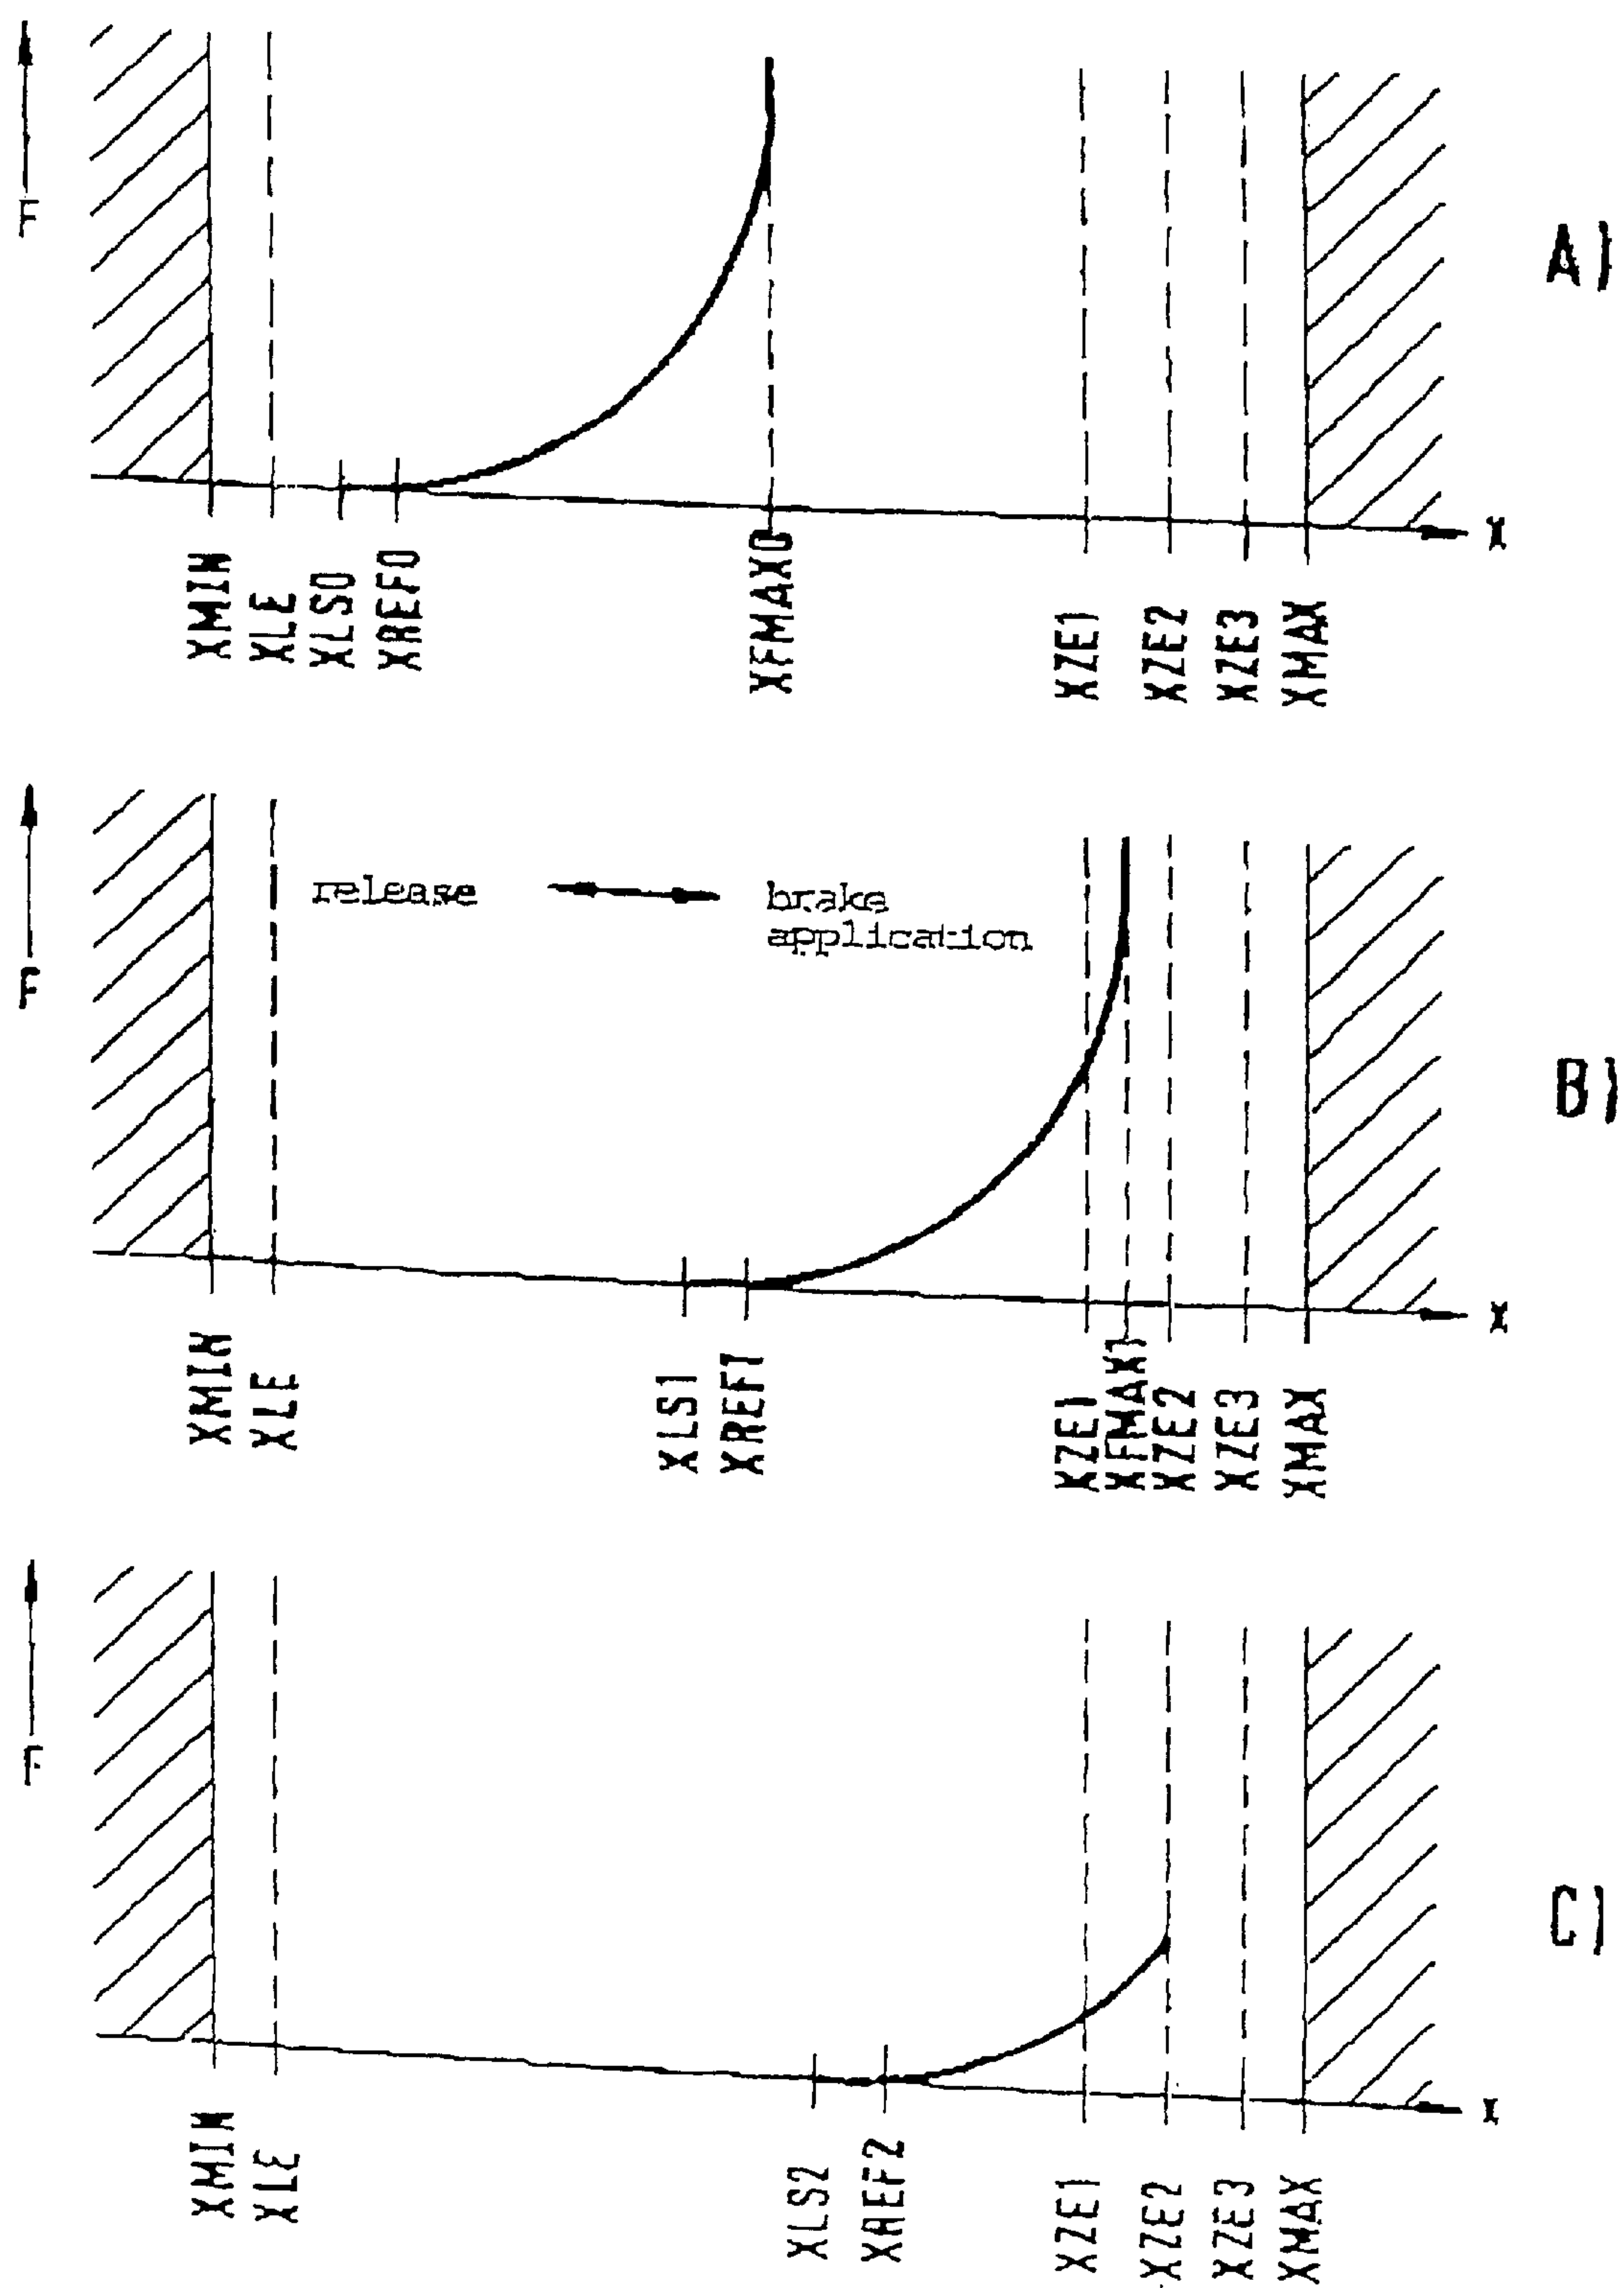 F
A)
X
XMIN
XLE
XLS0
XREF0
XFMAX0
XZE1
XZE2
XZE3
XMAX
release
brake
application
F
B)
X
XMIN
XLE
XLS1
XREF1
XZE1
XFMAX1
XZE2
XZE3
XMAX
F
C)
X
XMIN
XLE
XLS2
XREF2
XZE1
XZE2
XZE3
XMAX